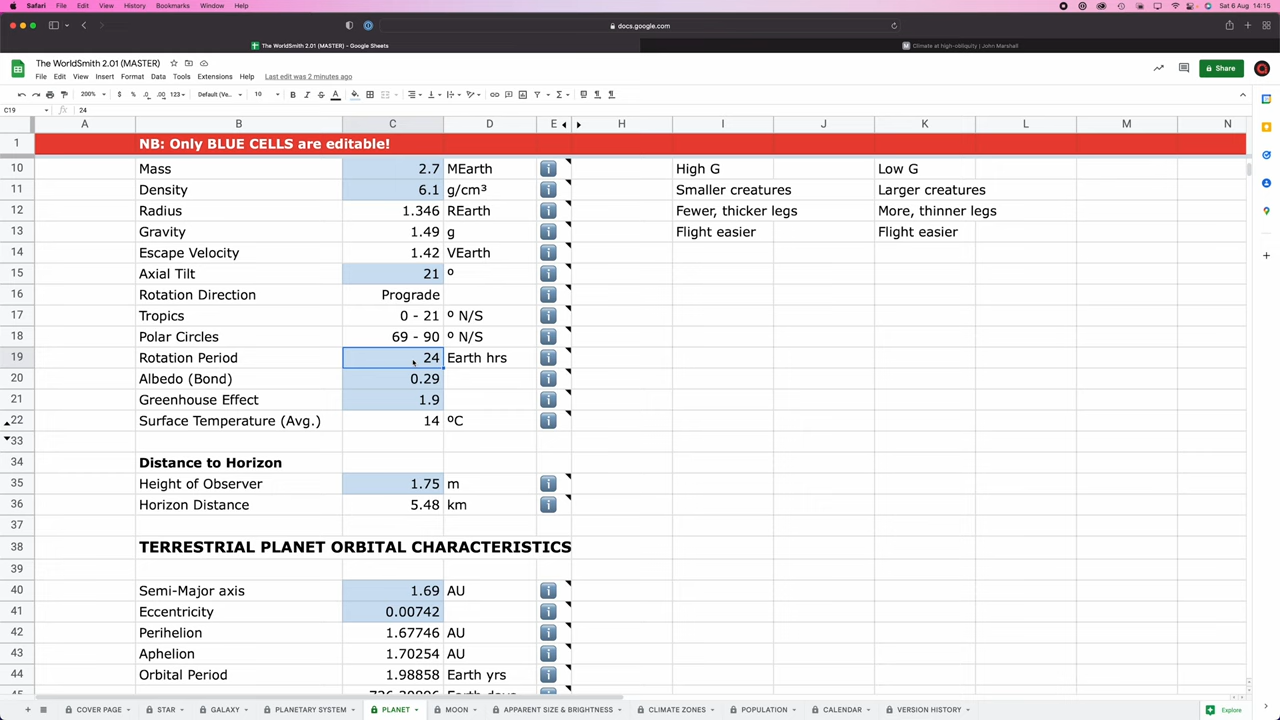 Safari File Edit View History Bookmarks Window Help Sat 6 Aug 14:15
docs.google.com
The WorldSmith 2.01 (MASTER) - Google Sheets Climate at high-obliquity | John Marshall
The WorldSmith 2.01 (MASTER)
File Edit View Insert Format Data Tools Extensions Help Last edit was 2 minutes ago Share
200% $ % .0 .00 123 Default (Ve... 10 B I S A
C19 fx 24
A B C D E H I J K L M N
1 NB: Only BLUE CELLS are editable!
10 Mass 2.7 MEarth High G Low G
11 Density 6.1 g/cm³ Smaller creatures Larger creatures
12 Radius 1.346 REarth Fewer, thicker legs More, thinner legs
13 Gravity 1.49 g Flight easier Flight easier
14 Escape Velocity 1.42 VEarth
15 Axial Tilt 21 º
16 Rotation Direction Prograde
17 Tropics 0 - 21 º N/S
18 Polar Circles 69 - 90 º N/S
19 Rotation Period 24 Earth hrs
20 Albedo (Bond) 0.29
21 Greenhouse Effect 1.9
22 Surface Temperature (Avg.) 14 ºC
33
34 Distance to Horizon
35 Height of Observer 1.75 m
36 Horizon Distance 5.48 km
37
38 TERRESTRIAL PLANET ORBITAL CHARACTERISTICS
39
40 Semi-Major axis 1.69 AU
41 Eccentricity 0.00742
42 Perihelion 1.67746 AU
43 Aphelion 1.70254 AU
44 Orbital Period 1.98858 Earth yrs
COVER PAGE STAR GALAXY PLANETARY SYSTEM PLANET MOON APPARENT SIZE & BRIGHTNESS CLIMATE ZONES POPULATION CALENDAR VERSION HISTORY Explore